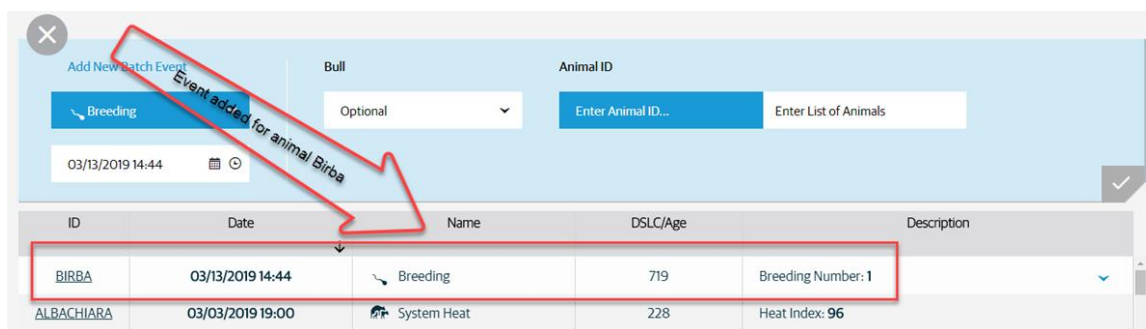 Add New Batch Event
Bull
Animal ID
Breeding
Optional
Enter Animal ID...
Enter List of Animals
03/13/2019 14:44
Event added for animal Birba
ID Date Name DSLC/Age Description
BIRBA 03/13/2019 14:44 Breeding 719 Breeding Number: 1
ALBACHIARA 03/03/2019 19:00 System Heat 228 Heat Index: 96